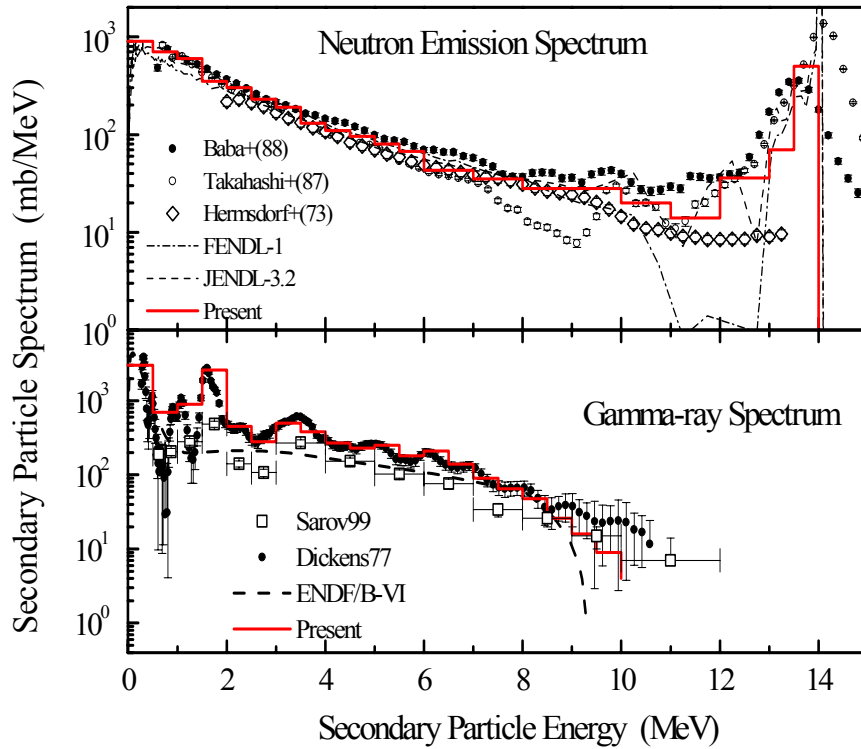 Secondary Particle Spectrum (mb/MeV)
10³
10²
10¹
10⁰
Neutron Emission Spectrum
Baba+(88)
Takahashi+(87)
Hermsdorf+(73)
FENDL-1
JENDL-3.2
Present
10³
10²
10¹
10⁰
Gamma-ray Spectrum
Sarov99
Dickens77
ENDF/B-VI
Present
0 2 4 6 8 10 12 14
Secondary Particle Energy (MeV)